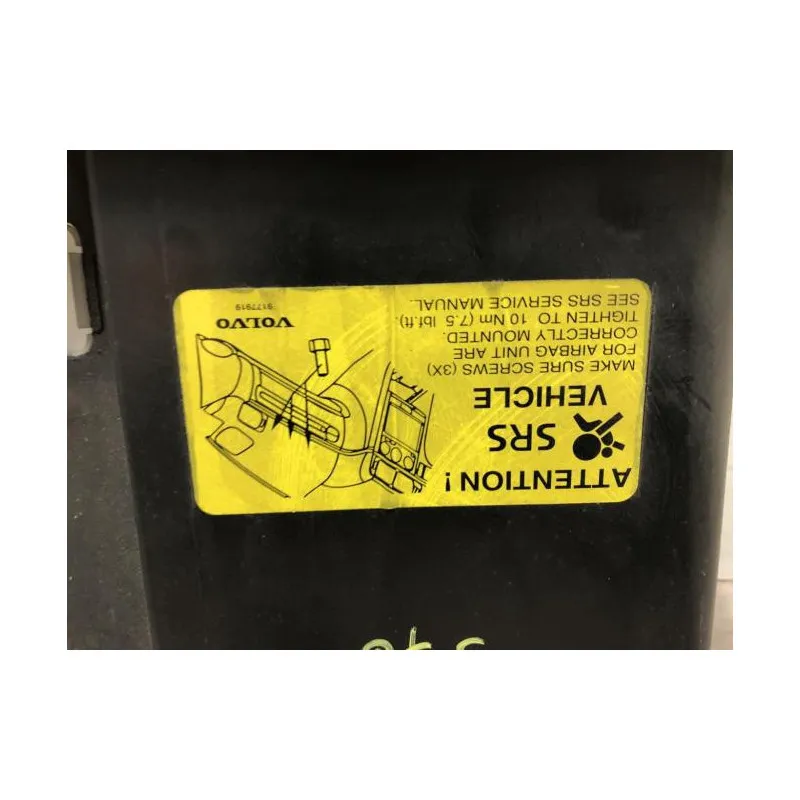 ATTENTION !
SRS
VEHICLE
MAKE SURE SCREWS (3X)
FOR AIRBAG UNIT ARE
CORRECTLY MOUNTED.
TIGHTEN TO 10 Nm (7.5 lbf.ft).
SEE SRS SERVICE MANUAL.
VOLVO
9177919